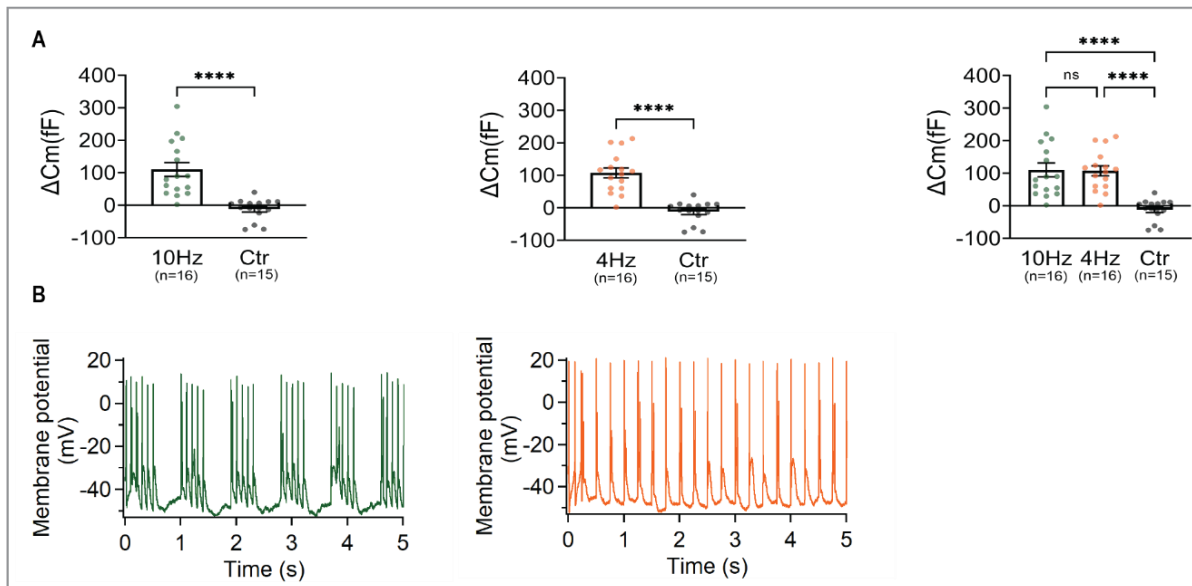 A
****
400
300
200
100
0
-100
ΔCm(fF)
10Hz
(n=16)
Ctr
(n=15)
****
400
300
200
100
0
-100
ΔCm(fF)
4Hz
(n=16)
Ctr
(n=15)
****
ns
****
400
300
200
100
0
-100
ΔCm(fF)
10Hz
(n=16)
4Hz
(n=16)
Ctr
(n=15)
B
Membrane potential
(mV)
20
0
-20
-40
0 1 2 3 4 5
Time (s)
Membrane potential
(mV)
20
0
-20
-40
0 1 2 3 4 5
Time (s)